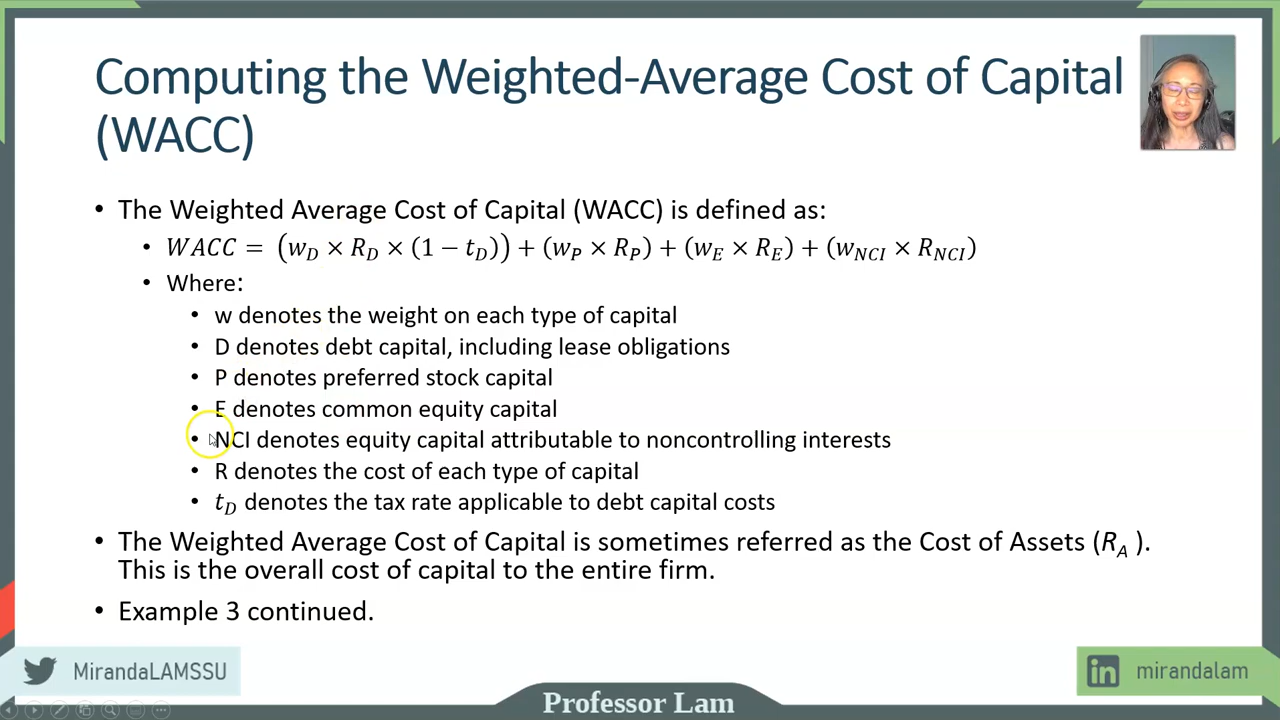 Computing the Weighted-Average Cost of Capital
(WACC)
• The Weighted Average Cost of Capital (WACC) is defined as:
• WACC = (w_D × R_D × (1 − t_D)) + (w_P × R_P) + (w_E × R_E) + (w_NCI × R_NCI)
• Where:
• w denotes the weight on each type of capital
• D denotes debt capital, including lease obligations
• P denotes preferred stock capital
• E denotes common equity capital
• NCI denotes equity capital attributable to noncontrolling interests
• R denotes the cost of each type of capital
• t_D denotes the tax rate applicable to debt capital costs
• The Weighted Average Cost of Capital is sometimes referred as the Cost of Assets (R_A ).
This is the overall cost of capital to the entire firm.
• Example 3 continued.
MirandaLAMSSU
in mirandalam
Professor Lam